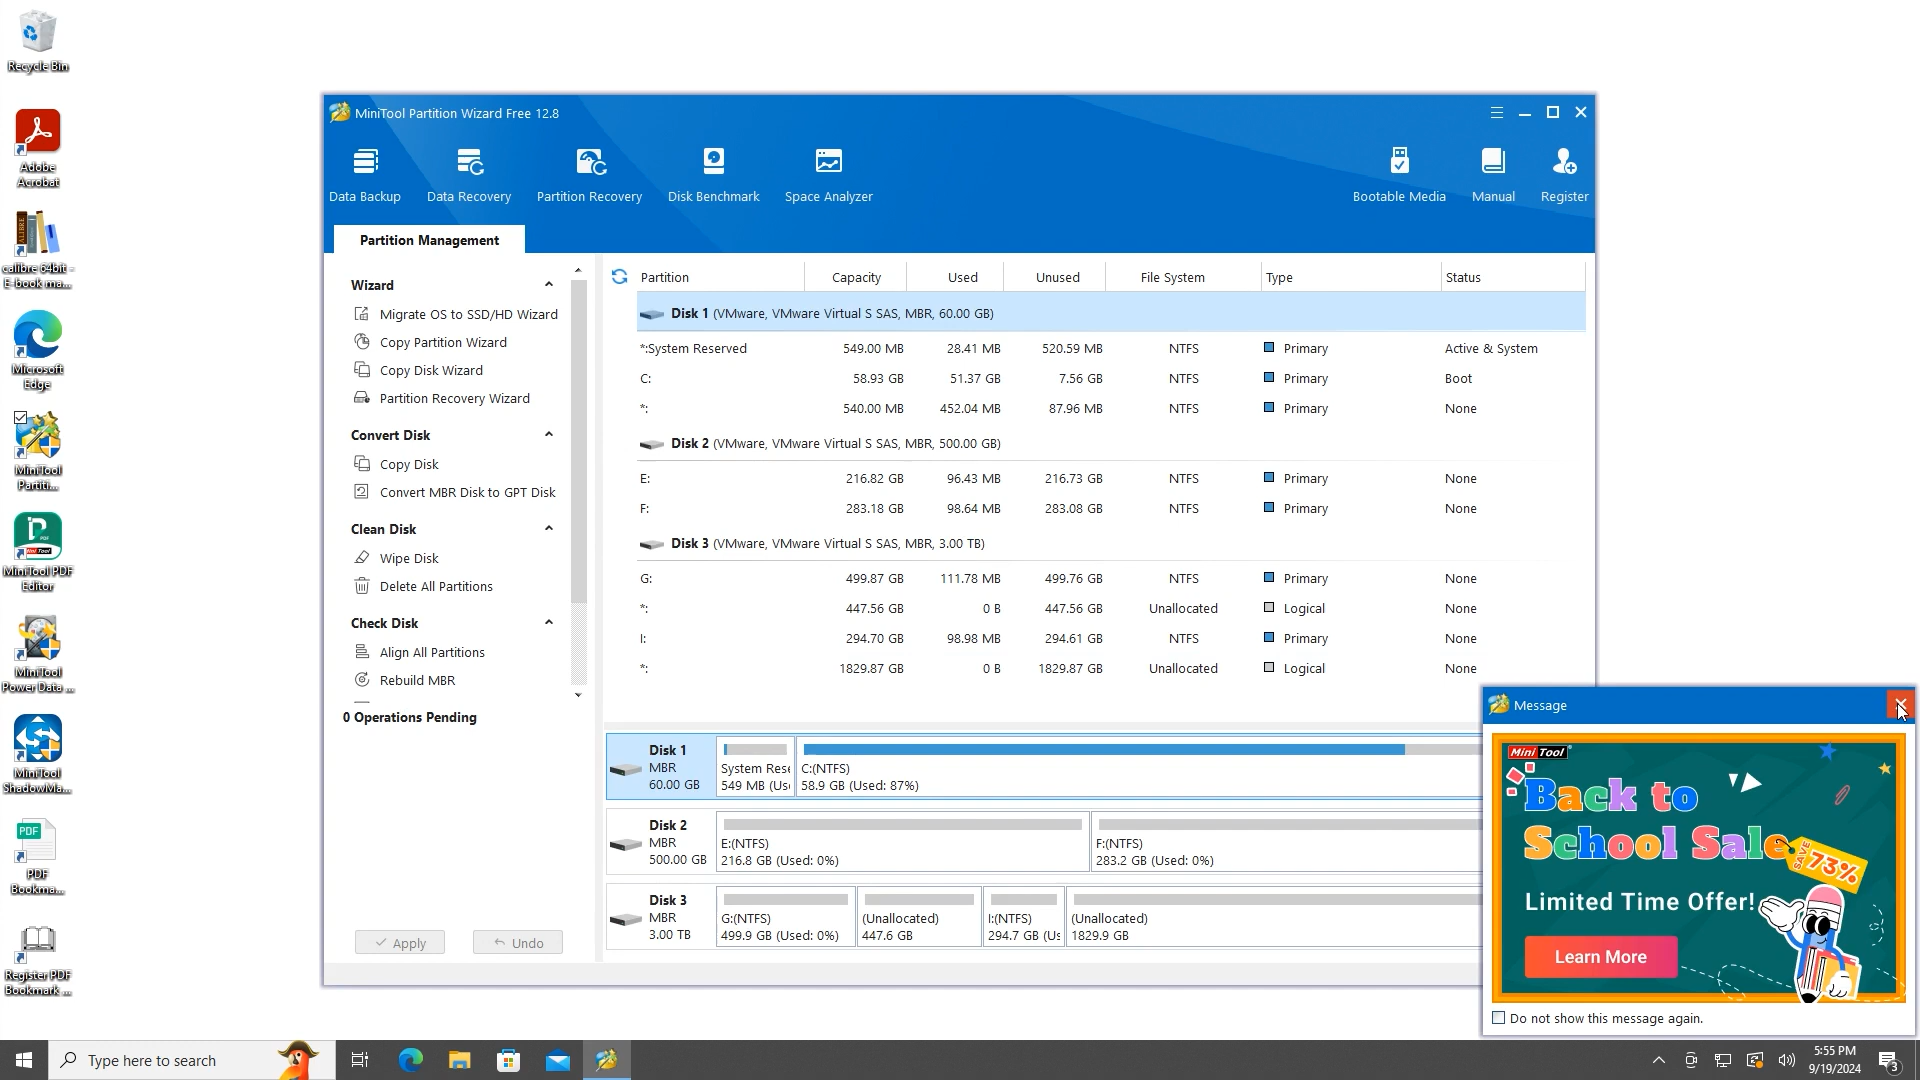 Recycle Bin
Adobe
Acrobat
calibre 64bit -
E-book ma...
Microsoft
Edge
MiniTool
Partiti...
MiniTool PDF
Editor
MiniTool
Power Data ...
MiniTool
ShadowMa...
PDF
Bookma...
Register PDF
Bookmark ...
MiniTool Partition Wizard Free 12.8
Data Backup
Data Recovery
Partition Recovery
Disk Benchmark
Space Analyzer
Bootable Media
Manual
Register
Partition Management
Wizard
Migrate OS to SSD/HD Wizard
Copy Partition Wizard
Copy Disk Wizard
Partition Recovery Wizard
Convert Disk
Copy Disk
Convert MBR Disk to GPT Disk
Clean Disk
Wipe Disk
Delete All Partitions
Check Disk
Align All Partitions
Rebuild MBR
0 Operations Pending
Apply
Undo
Partition Capacity Used Unused File System Type Status
Disk 1 (VMware, VMware Virtual S SAS, MBR, 60.00 GB)
*:System Reserved 549.00 MB 28.41 MB 520.59 MB NTFS Primary Active & System
C: 58.93 GB 51.37 GB 7.56 GB NTFS Primary Boot
*: 540.00 MB 452.04 MB 87.96 MB NTFS Primary None
Disk 2 (VMware, VMware Virtual S SAS, MBR, 500.00 GB)
E: 216.82 GB 96.43 MB 216.73 GB NTFS Primary None
F: 283.18 GB 98.64 MB 283.08 GB NTFS Primary None
Disk 3 (VMware, VMware Virtual S SAS, MBR, 3.00 TB)
G: 499.87 GB 111.78 MB 499.76 GB NTFS Primary None
*: 447.56 GB 0 B 447.56 GB Unallocated Logical None
I: 294.70 GB 98.98 MB 294.61 GB NTFS Primary None
*: 1829.87 GB 0 B 1829.87 GB Unallocated Logical None
Disk 1
MBR
60.00 GB
System Rese
549 MB (Us
C:(NTFS)
58.9 GB (Used: 87%)
Disk 2
MBR
500.00 GB
E:(NTFS)
216.8 GB (Used: 0%)
F:(NTFS)
283.2 GB (Used: 0%)
Disk 3
MBR
3.00 TB
G:(NTFS)
499.9 GB (Used: 0%)
(Unallocated)
447.6 GB
I:(NTFS)
294.7 GB (Us
(Unallocated)
1829.9 GB
Message
Mini Tool
Back to
School Sale
SAVE
73%
Limited Time Offer!
Learn More
Do not show this message again.
Type here to search
5:55 PM
9/19/2024
3